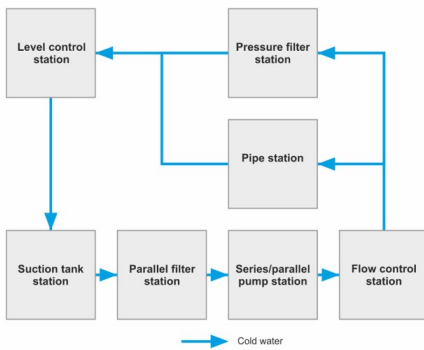 Level control
station
Pressure filter
station
Pipe station
Suction tank
station
Parallel filter
station
Series/parallel
pump station
Flow control
station
Cold water